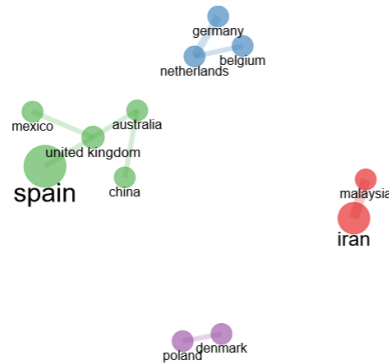 germany
belgium
netherlands
mexico
australia
united kingdom
spain
china
malaysia
iran
denmark
poland